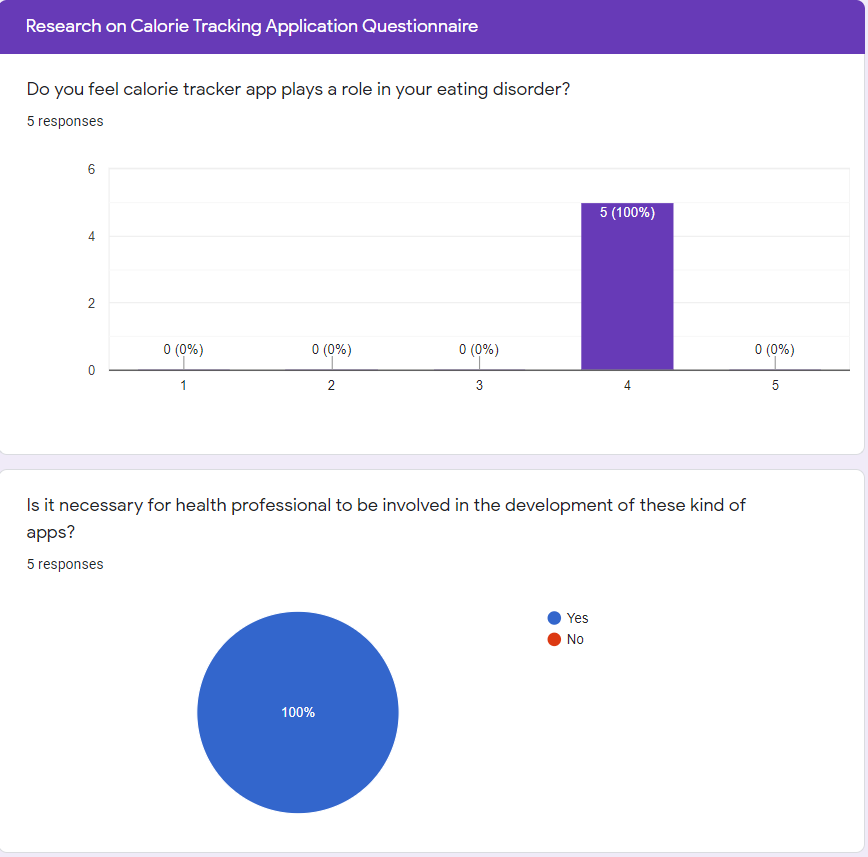 Research on Calorie Tracking Application Questionnaire
Do you feel calorie tracker app plays a role in your eating disorder?
5 responses
6
4
2
0
5 (100%)
0 (0%)
0 (0%)
0 (0%)
0 (0%)
1
2
3
4
5
Is it necessary for health professional to be involved in the development of these kind of
apps?
5 responses
Yes
No
100%